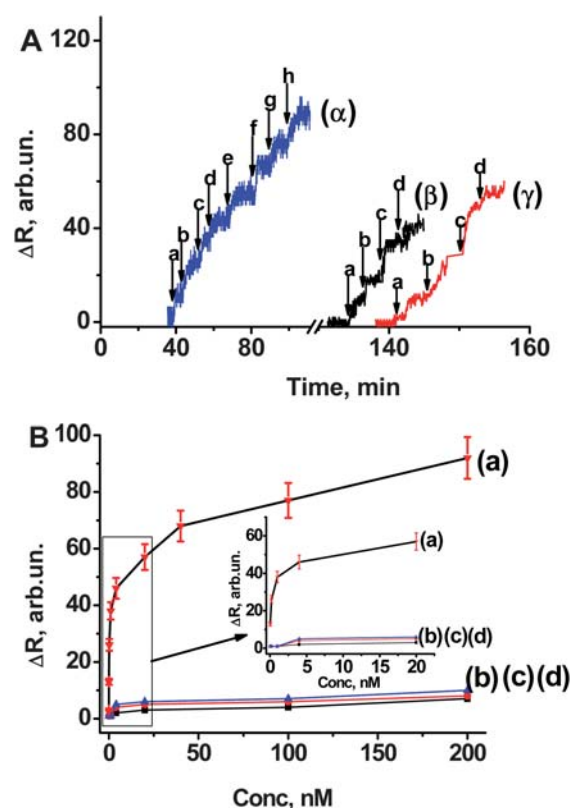 A
120
80
40
0
ΔR, arb.un.
a
b
c
d
e
f
g
h
(α)
a
b
c
d
(β)
a
b
c
d
(γ)
0
40
80
140
160
Time, min
B
100
80
60
40
20
0
ΔR, arb.un.
(a)
60
40
20
0
ΔR, arb.un.
(a)
(b)(c)(d)
0
5
10
15
20
Conc, nM
(b)(c)(d)
0
50
100
150
200
Conc, nM